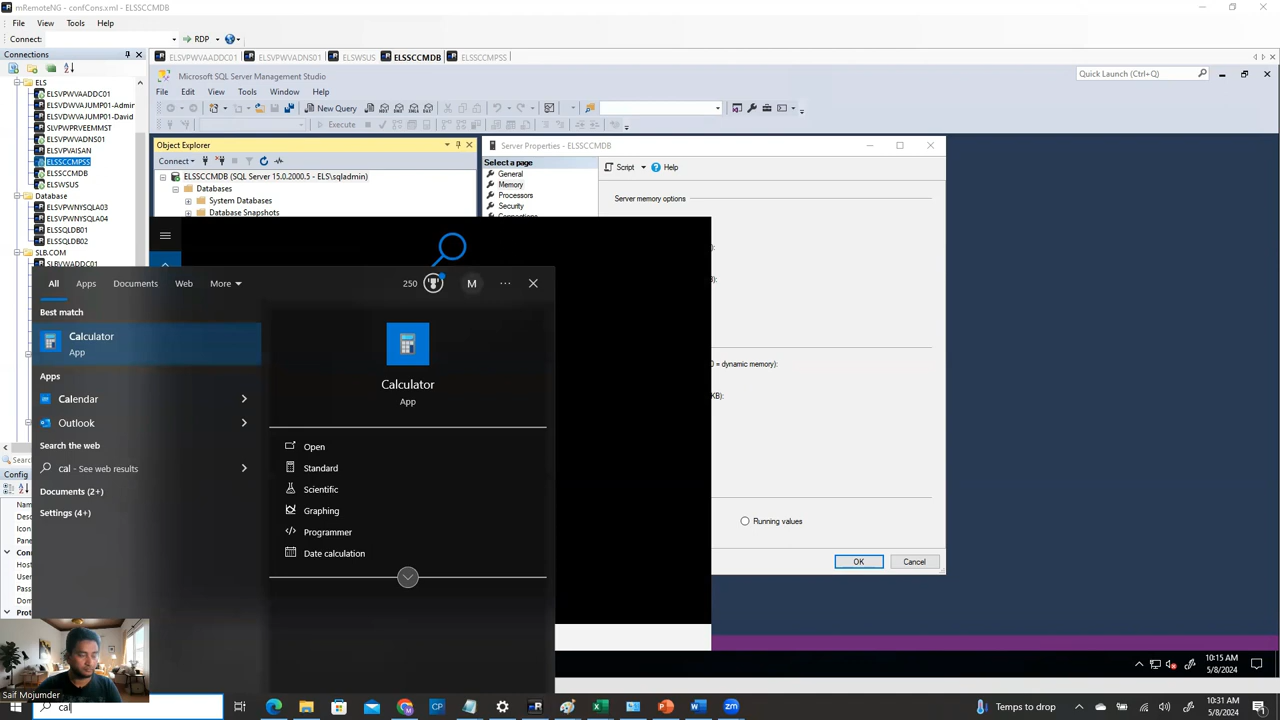 mRemoteNG - confCons.xml - ELSSCCMDB
File View Tools Help
Connect: RDP
Connections
ELS
ELSVPWVAADDC01
ELSVDWVAJUMP01-Admin
ELSVDWVAJUMP01-David
SLVPWPRVEEMMST
ELSVPWVADNS01
ELSVPVAISAN
ELSSCCMPSS
ELSSCCMDB
ELSWSUS
Database
ELSVPWVNYSQLA03
ELSVPWVNYSQLA04
ELSSQLDB01
ELSSQLDB02
SLB.COM
SLBVWADDC01
Config
ELSVPWVAADDC01 ELSVPWVADNS01 ELSWSUS ELSSCCMDB ELSSCCMPSS
Microsoft SQL Server Management Studio
Quick Launch (Ctrl+Q)
File Edit View Tools Window Help
New Query
Execute
Object Explorer
Connect
ELSSCCMDB (SQL Server 15.0.2000.5 - ELS\sqladmin)
Databases
System Databases
Database Snapshots
Server Properties - ELSSCCMDB
Select a page
General
Memory
Processors
Security
Script Help
Server memory options
= dynamic memory):
KB):
Running values
OK Cancel
All Apps Documents Web More 250 M
Best match
Calculator
App
Apps
Calendar
Outlook
Search the web
cal - See web results
Documents (2+)
Settings (4+)
Calculator
App
Open
Standard
Scientific
Graphing
Programmer
Date calculation
Saif Mojumder
cal
10:15 AM
5/8/2024
Temps to drop
10:31 AM
5/8/2024